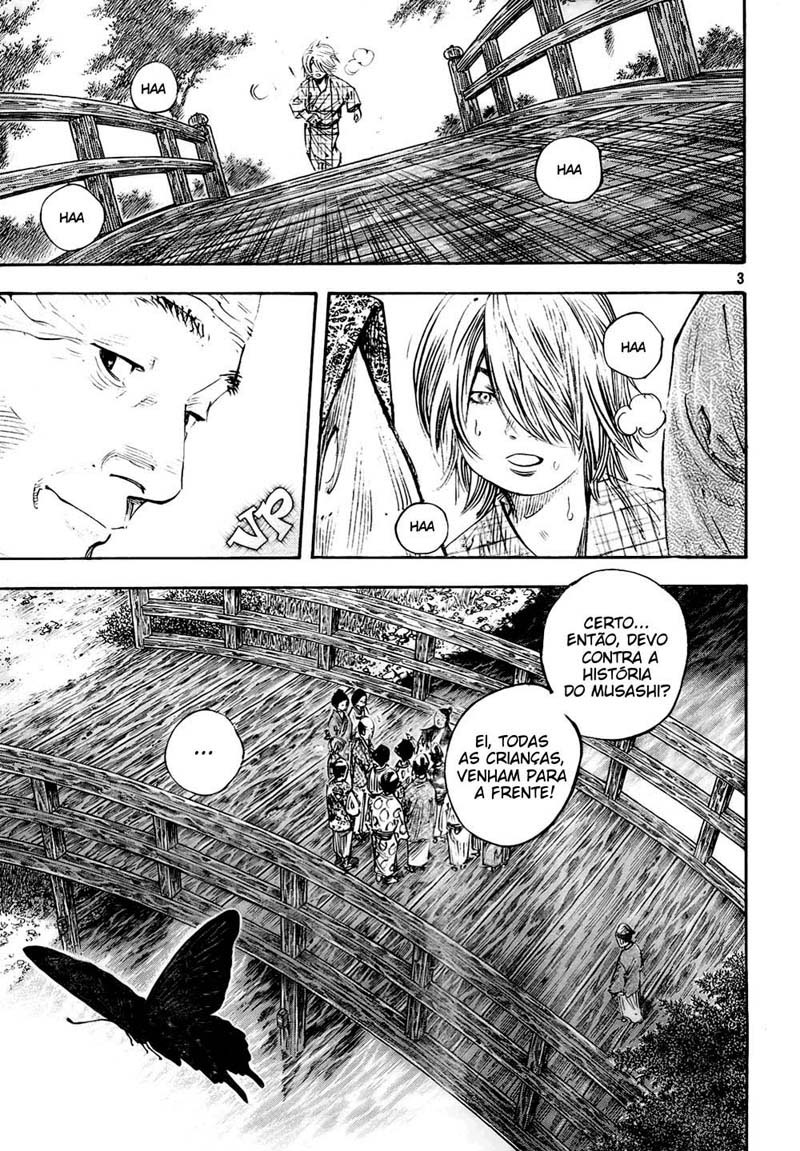 HAA
HAA
HAA
3
HAA
HAA
VP
CERTO...
ENTÃO, DEVO
CONTRA A
HISTÓRIA
DO MUSASHI?
EI, TODAS
AS CRIANÇAS,
VENHAM PARA
A FRENTE!
...